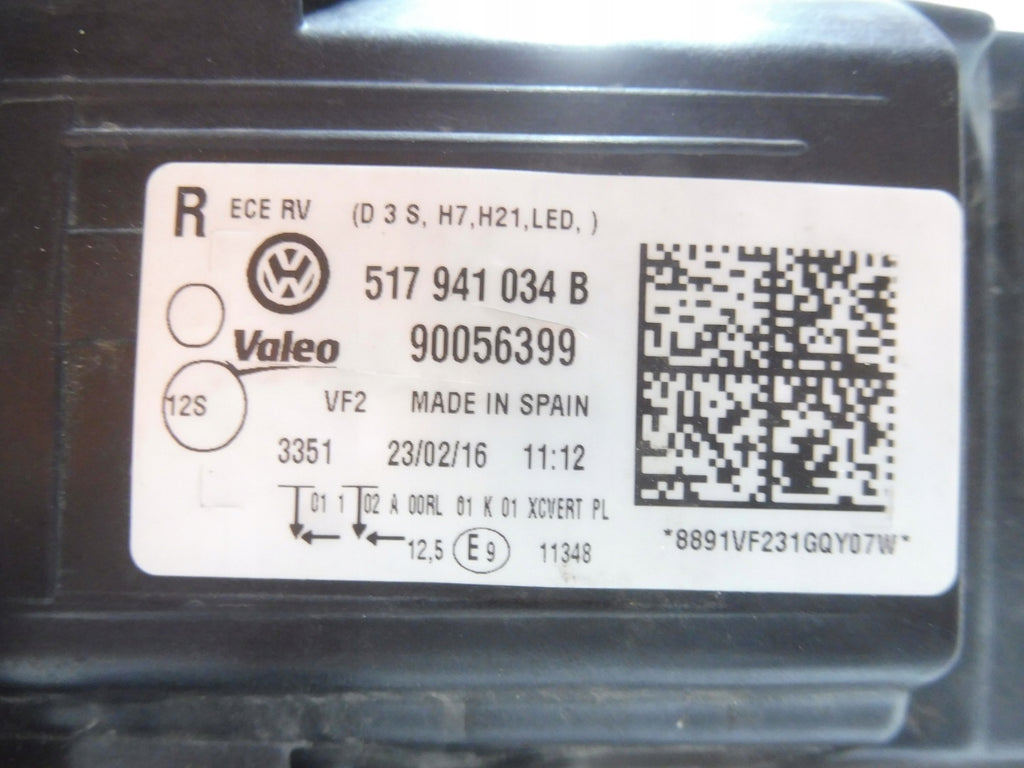 R ECE RV (D 3 S, H7,H21,LED, )
517 941 034 B
Valeo 90056399
12S VF2 MADE IN SPAIN
3351 23/02/16 11:12
01 1 02 A 00RL 01 K 01 XCVERT PL
12,5 E 9 11348
*8891VF231GQY07W*